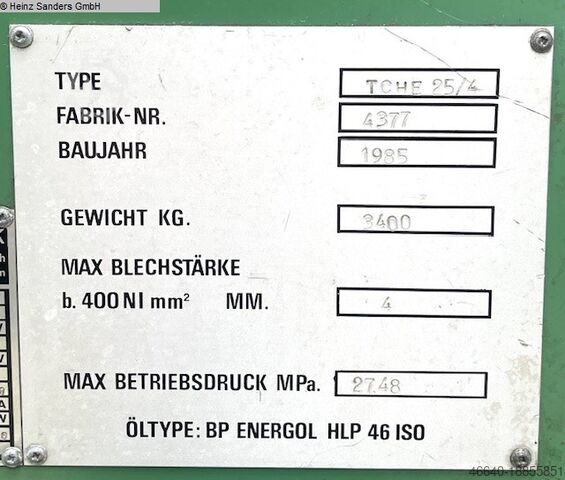 © Heinz Sanders GmbH
TYPE TCHE 25/4
FABRIK-NR. 4377
BAUJAHR 1985
GEWICHT KG. 3400
MAX BLECHSTÄRKE
b. 400 N I mm² MM. 4
MAX BETRIEBSDRUCK MPa. 27.48
ÖLTYPE: BP ENERGOL HLP 46 ISO
46640-18855851